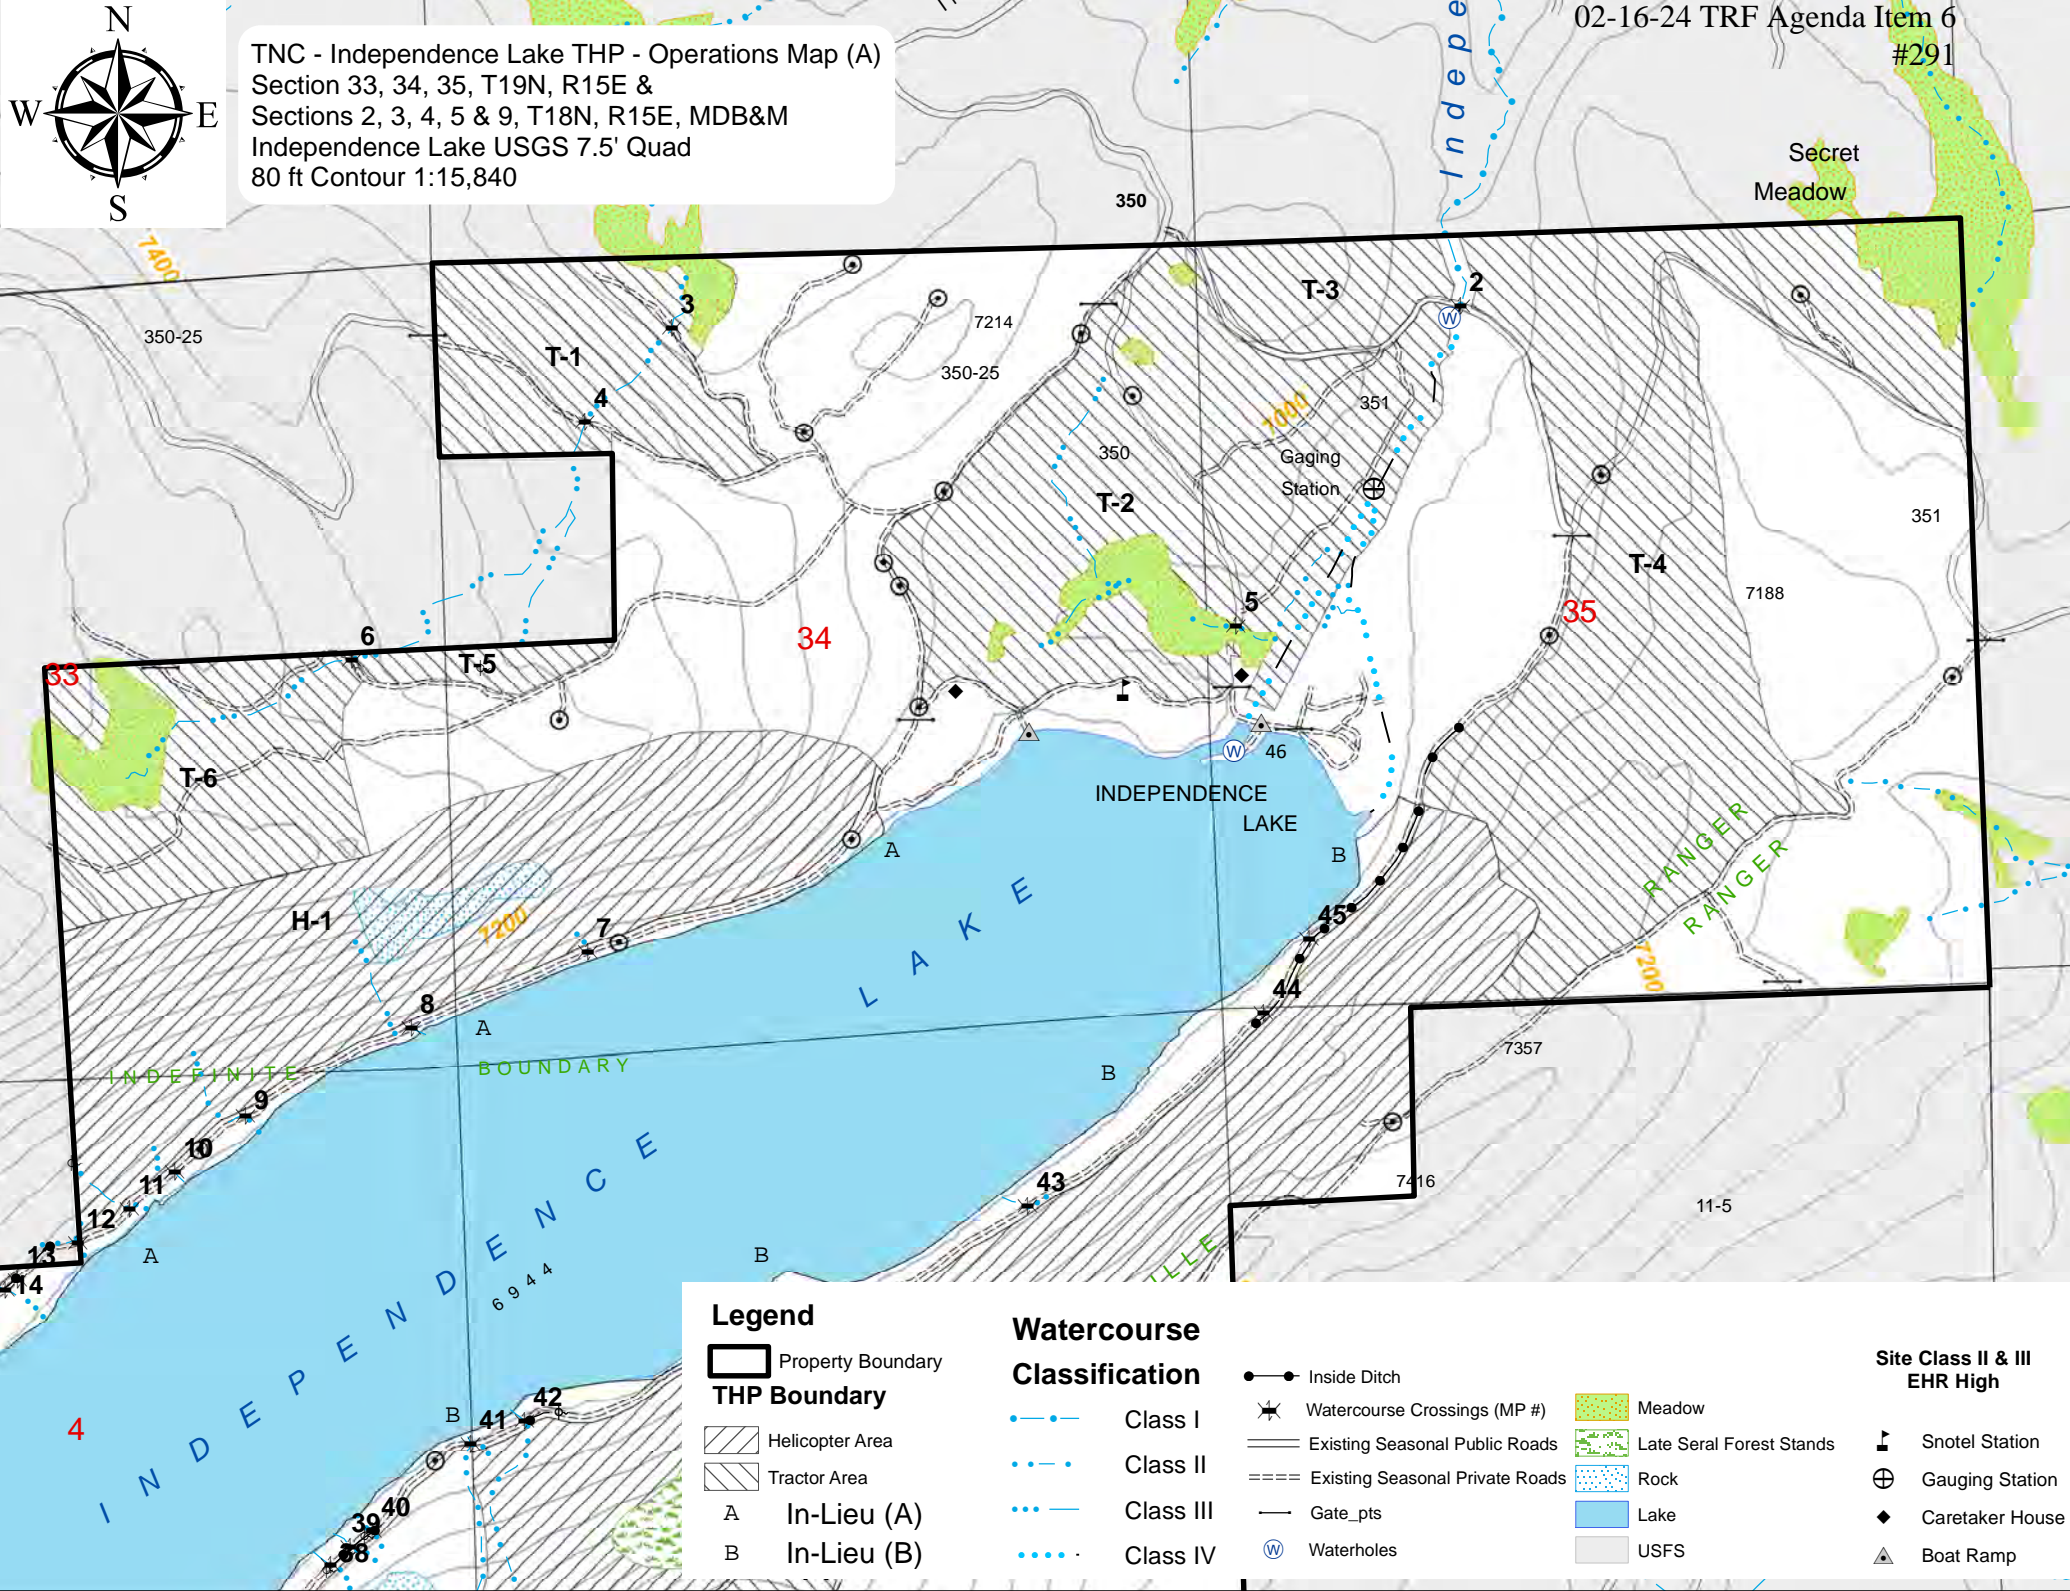 02-16-24 TRF Agenda Item 6
#291
N
W
E
S
TNC - Independence Lake THP - Operations Map (A)
Section 33, 34, 35, T19N, R15E &
Sections 2, 3, 4, 5 & 9, T18N, R15E, MDB&M
Independence Lake USGS 7.5' Quad
80 ft Contour 1:15,840
Indepe
Secret
Meadow
350
7400
350-25
3
T-1
4
7214
350-25
T-3
2
W
7000
351
350
Gaging
Station
T-2
351
T-4
7188
5
35
34
6
T-5
33
T-6
W
46
INDEPENDENCE
LAKE
A
B
RANGER
RANGER
H-1
7200
7
45
7200
44
8
A
LAKE
INDEFINITE
BOUNDARY
7357
B
9
10
11
12
13
14
A
43
7416
11-5
INDEPENDENCE
6944
B
ILLE
4
B
41
42
40
39
38
Legend
Property Boundary
THP Boundary
Helicopter Area
Tractor Area
A In-Lieu (A)
B In-Lieu (B)
Watercourse
Classification
Class I
Class II
Class III
Class IV
Inside Ditch
Watercourse Crossings (MP #)
Existing Seasonal Public Roads
Existing Seasonal Private Roads
Gate_pts
W Waterholes
Meadow
Late Seral Forest Stands
Rock
Lake
USFS
Site Class II & III
EHR High
Snotel Station
Gauging Station
Caretaker House
Boat Ramp